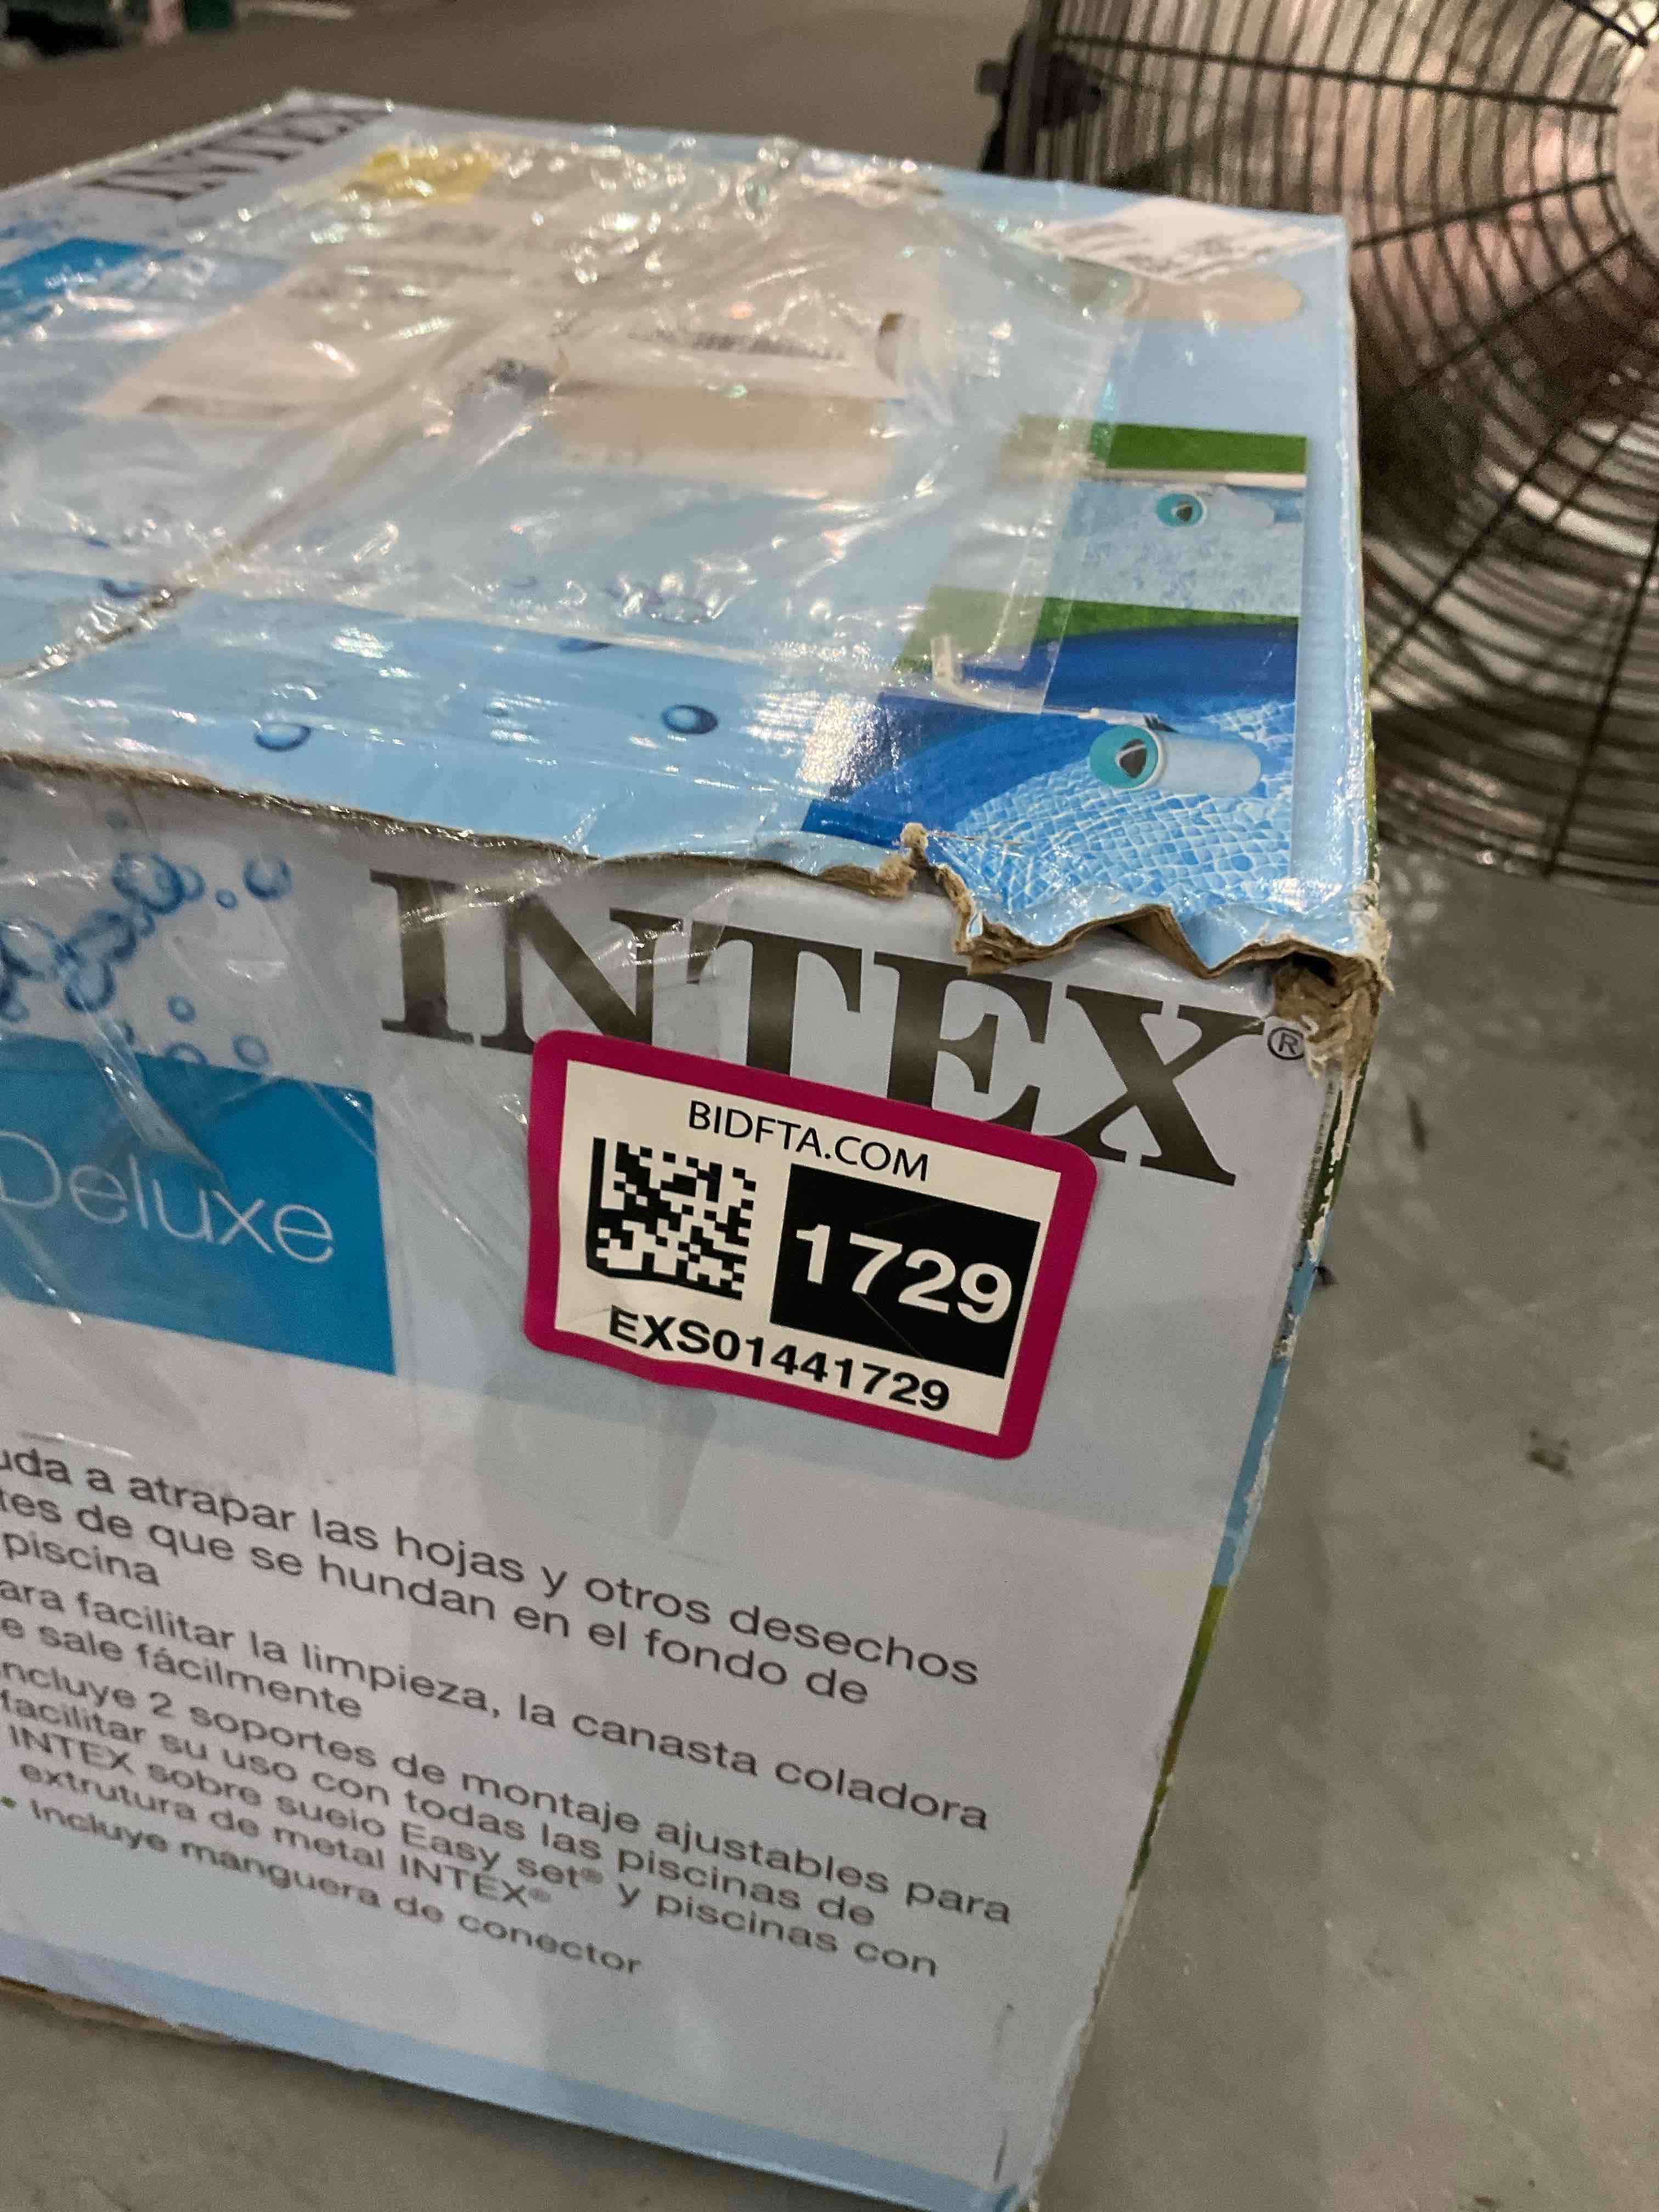 INTEX
INTEX®
Deluxe
BIDFTA.COM
1729
EXS01441729
uda a atrapar las hojas y otros desechos
tes de que se hundan en el fondo de
piscina
ara facilitar la limpieza, la canasta coladora
e sale fácilmente
ncluye 2 soportes de montaje ajustables para
facilitar su uso con todas las piscinas de
INTEX sobre suelo Easy set® y piscinas con
extrutura de metal INTEX®
• Incluye manguera de conector